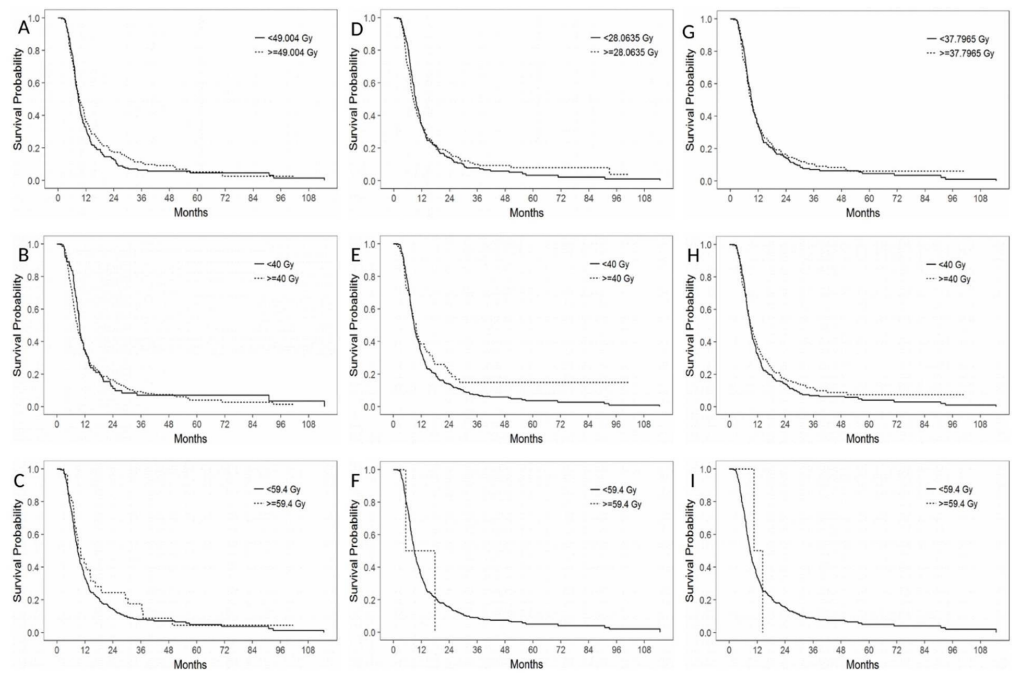 A
Survival Probability
1.0
0.8
0.6
0.4
0.2
0.0
<49.004 Gy
>=49.004 Gy
0 12 24 36 48 60 72 84 96 108
Months
D
Survival Probability
1.0
0.8
0.6
0.4
0.2
0.0
<28.0635 Gy
>=28.0635 Gy
0 12 24 36 48 60 72 84 96 108
Months
G
Survival Probability
1.0
0.8
0.6
0.4
0.2
0.0
<37.7965 Gy
>=37.7965 Gy
0 12 24 36 48 60 72 84 96 108
Months
B
Survival Probability
1.0
0.8
0.6
0.4
0.2
0.0
<40 Gy
>=40 Gy
0 12 24 36 48 60 72 84 96 108
Months
E
Survival Probability
1.0
0.8
0.6
0.4
0.2
0.0
<40 Gy
>=40 Gy
0 12 24 36 48 60 72 84 96 108
Months
H
Survival Probability
1.0
0.8
0.6
0.4
0.2
0.0
<40 Gy
>=40 Gy
0 12 24 36 48 60 72 84 96 108
Months
C
Survival Probability
1.0
0.8
0.6
0.4
0.2
0.0
<59.4 Gy
>=59.4 Gy
0 12 24 36 48 60 72 84 96 108
Months
F
Survival Probability
1.0
0.8
0.6
0.4
0.2
0.0
<59.4 Gy
>=59.4 Gy
0 12 24 36 48 60 72 84 96 108
Months
I
Survival Probability
1.0
0.8
0.6
0.4
0.2
0.0
<59.4 Gy
>=59.4 Gy
0 12 24 36 48 60 72 84 96 108
Months